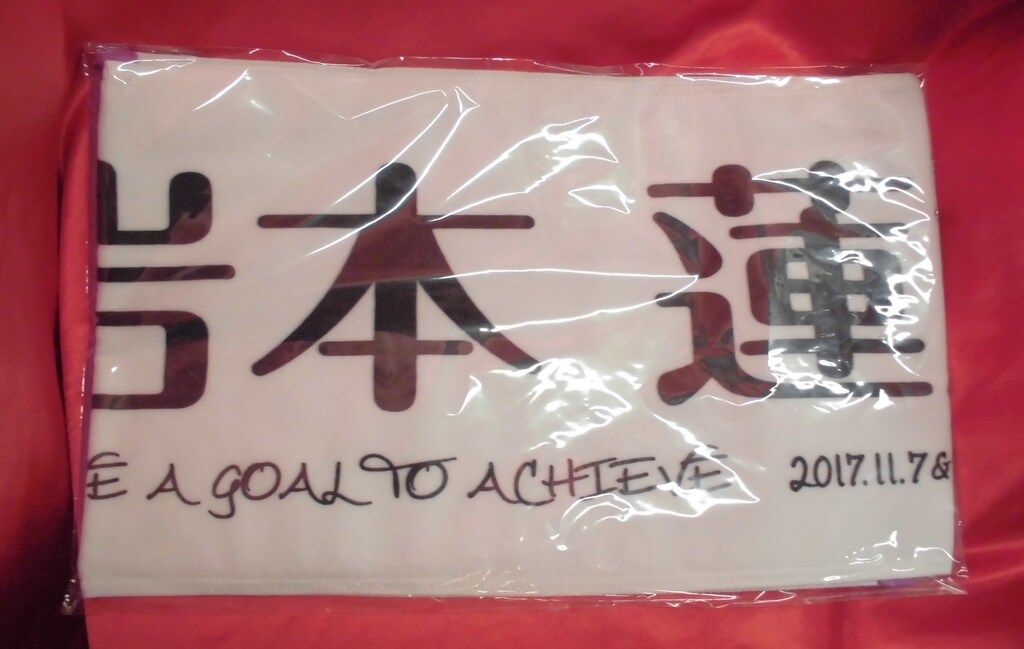 岩本蓮
E A GOAL TO ACHIEVE 2017.11.7&